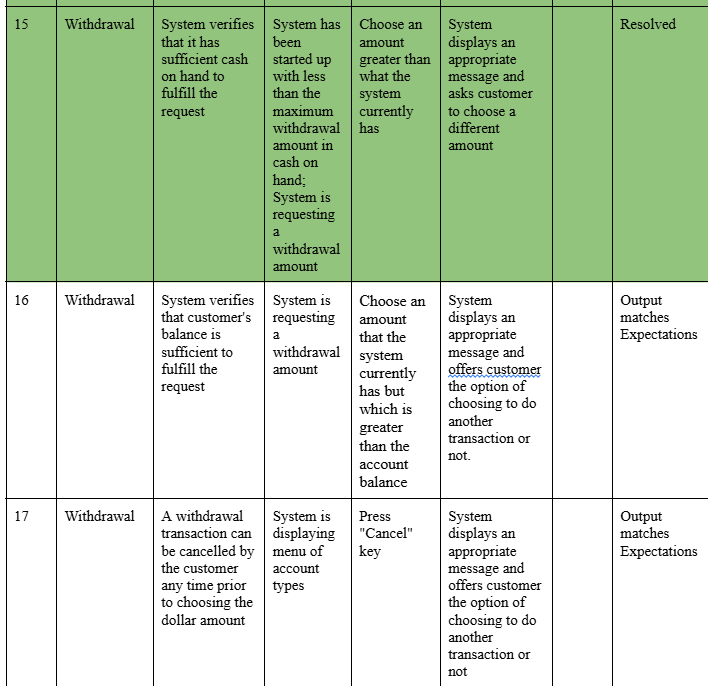 15
Withdrawal
System verifies
that it has
sufficient cash
on hand to
fulfill the
request
System has
been
started up
with less
than the
maximum
withdrawal
amount in
cash on
hand;
System is
requesting
a
withdrawal
amount
Choose an
amount
greater than
what the
system
currently
has
System
displays an
appropriate
message and
asks customer
to choose a
different
amount
Resolved
16
Withdrawal
System verifies
that customer's
balance is
sufficient to
fulfill the
request
System is
requesting
a
withdrawal
amount
Choose an
amount
that the
system
currently
has but
which is
greater
than the
account
balance
System
displays an
appropriate
message and
offers customer
the option of
choosing to do
another
transaction or
not.
Output
matches
Expectations
17
Withdrawal
A withdrawal
transaction can
be cancelled by
the customer
any time prior
to choosing the
dollar amount
System is
displaying
menu of
account
types
Press
"Cancel"
key
System
displays an
appropriate
message and
offers customer
the option of
choosing to do
another
transaction or
not
Output
matches
Expectations